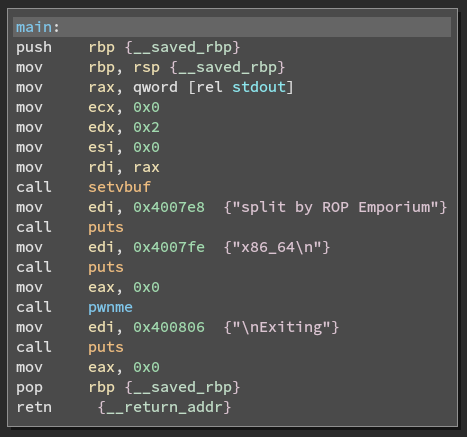 main:
push    rbp {__saved_rbp}
mov     rbp, rsp {__saved_rbp}
mov     rax, qword [rel stdout]
mov     ecx, 0x0
mov     edx, 0x2
mov     esi, 0x0
mov     rdi, rax
call    setvbuf
mov     edi, 0x4007e8  {"split by ROP Emporium"}
call    puts
mov     edi, 0x4007fe  {"x86_64\n"}
call    puts
mov     eax, 0x0
call    pwnme
mov     edi, 0x400806  {"\nExiting"}
call    puts
mov     eax, 0x0
pop     rbp {__saved_rbp}
retn     {__return_addr}